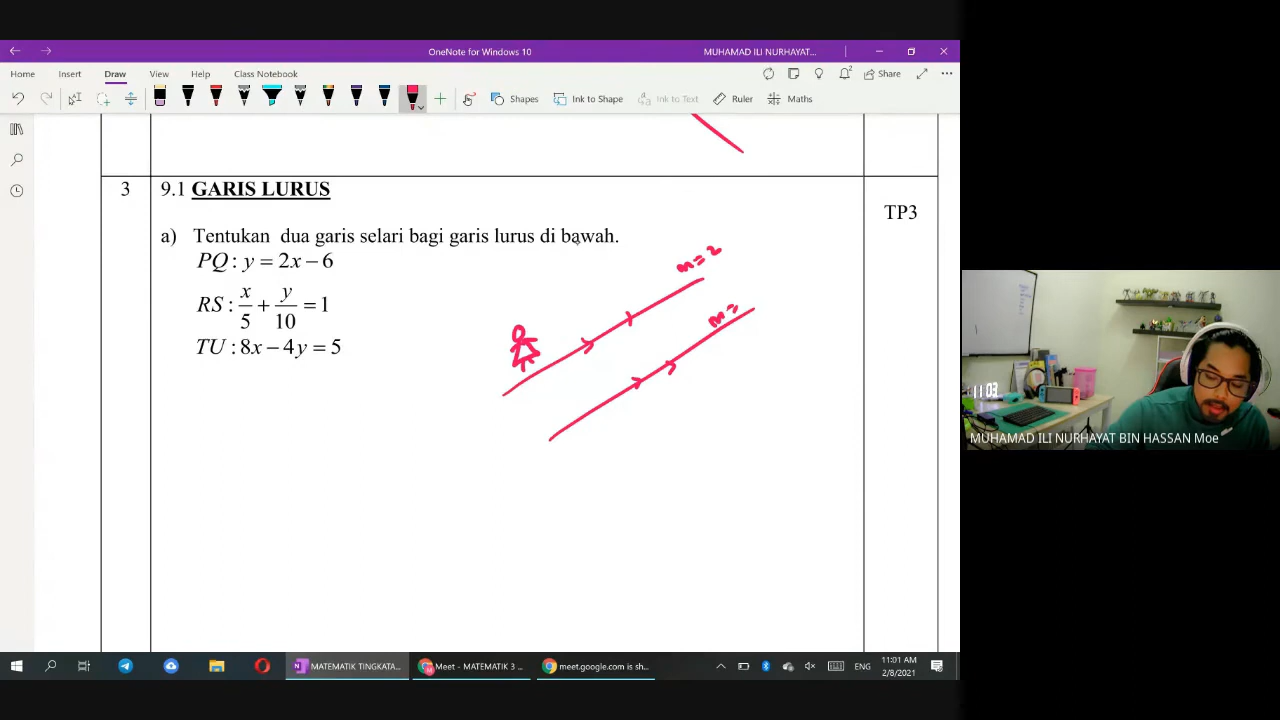 OneNote for Windows 10
MUHAMAD ILI NURHAYAT...
Home Insert Draw View Help Class Notebook
Share
Shapes Ink to Shape Ink to Text Ruler Maths
3 9.1 GARIS LURUS
TP3
a) Tentukan dua garis selari bagi garis lurus di bawah.
PQ : y = 2x − 6
RS : x/5 + y/10 = 1
TU : 8x − 4y = 5
m = 2
m =
11:03
MUHAMAD ILI NURHAYAT BIN HASSAN Moe
MATEMATIK TINGKATA...
Meet - MATEMATIK 3 ...
meet.google.com is sh...
ENG
11:01 AM
2/8/2021